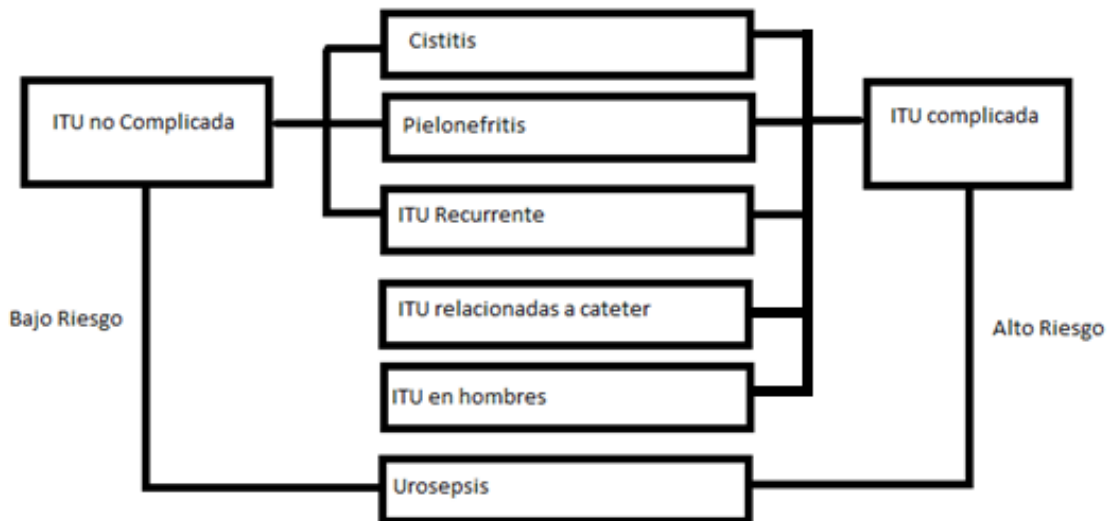 Cistitis
ITU no Complicada
Pielonefritis
ITU complicada
ITU Recurrente
ITU relacionadas a cateter
Bajo Riesgo
Alto Riesgo
ITU en hombres
Urosepsis